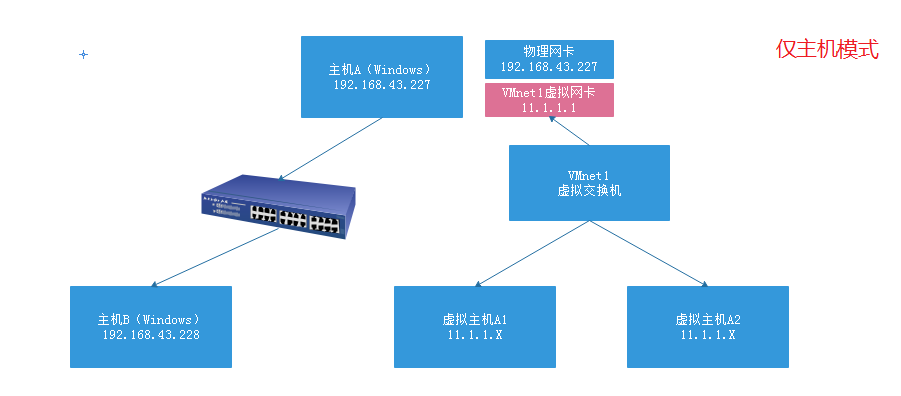 仅主机模式
主机A（Windows）
192.168.43.227
物理网卡
192.168.43.227
VMnet1虚拟网卡
11.1.1.1
VMnet1
虚拟交换机
主机B（Windows）
192.168.43.228
虚拟主机A1
11.1.1.X
虚拟主机A2
11.1.1.X